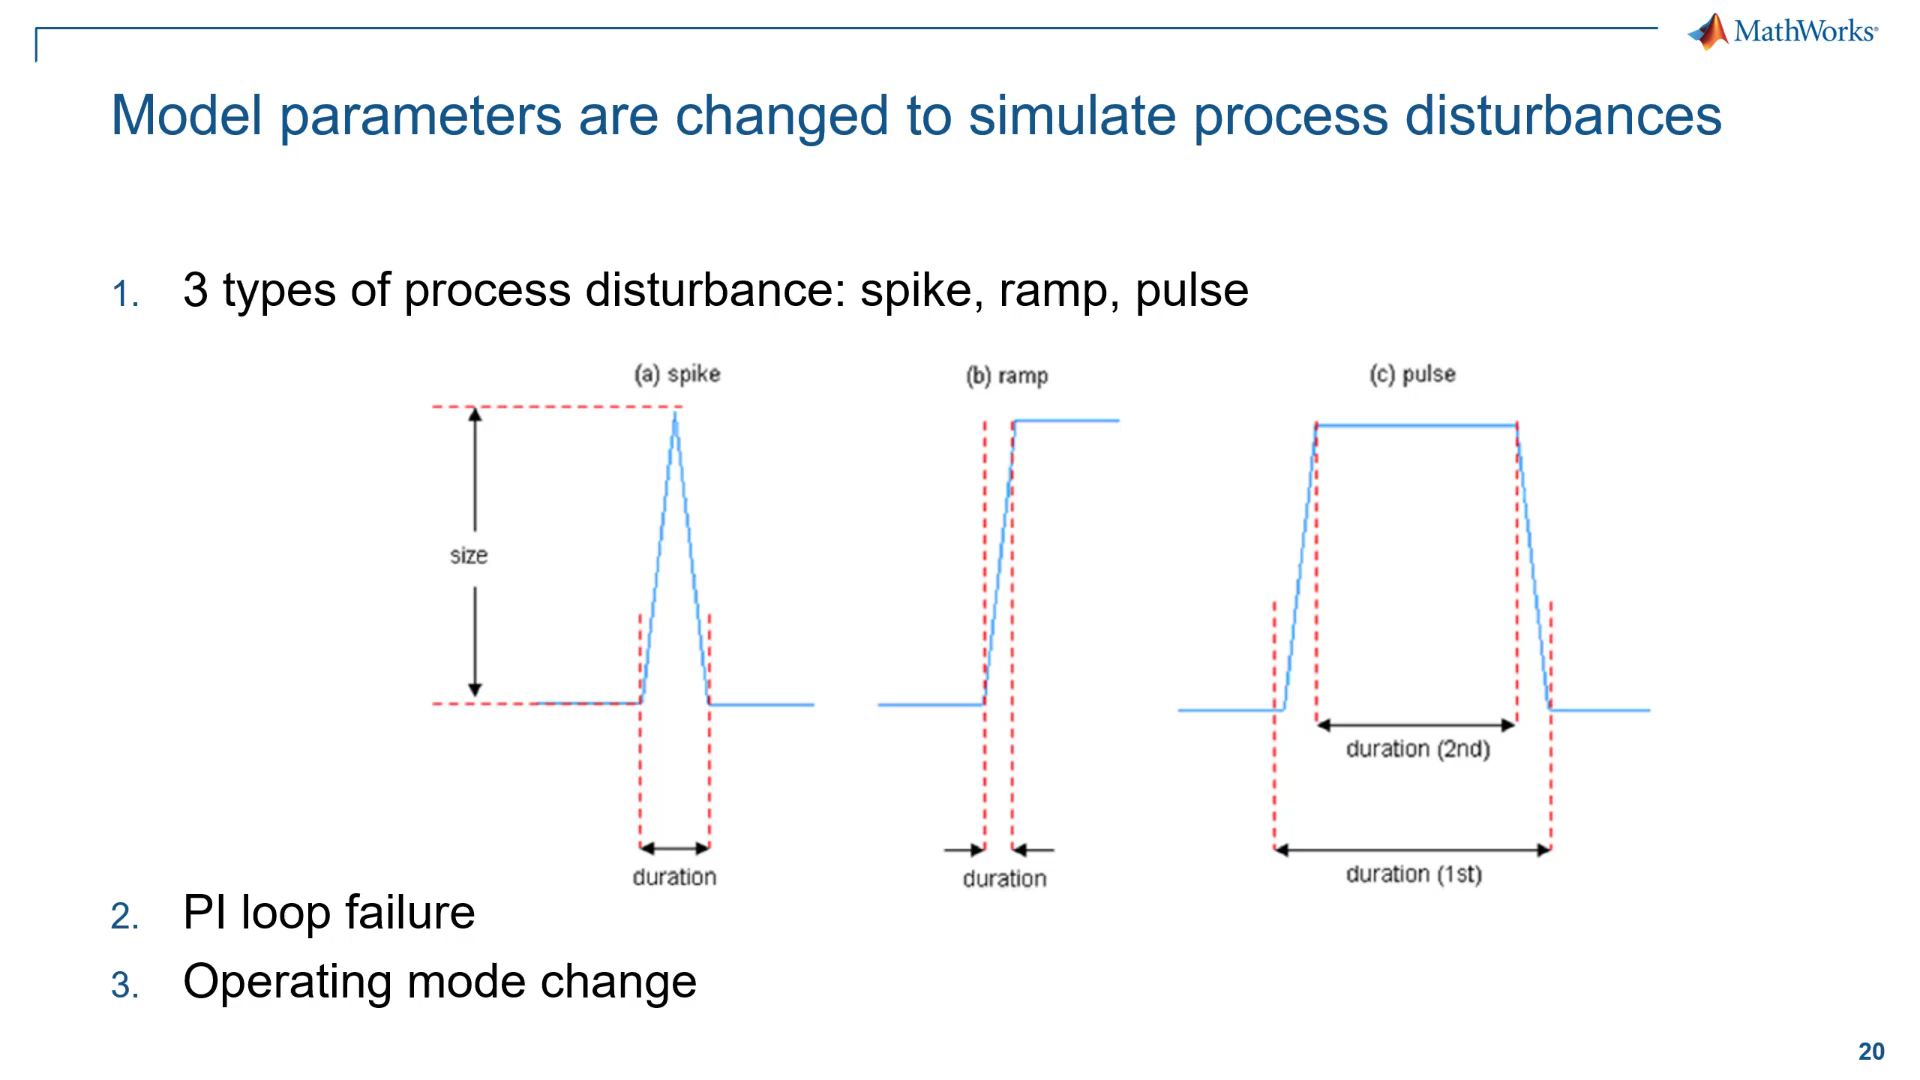 MathWorks®
Model parameters are changed to simulate process disturbances
1. 3 types of process disturbance: spike, ramp, pulse
(a) spike
(b) ramp
(c) pulse
size
duration
duration
duration (2nd)
duration (1st)
2. PI loop failure
3. Operating mode change
20